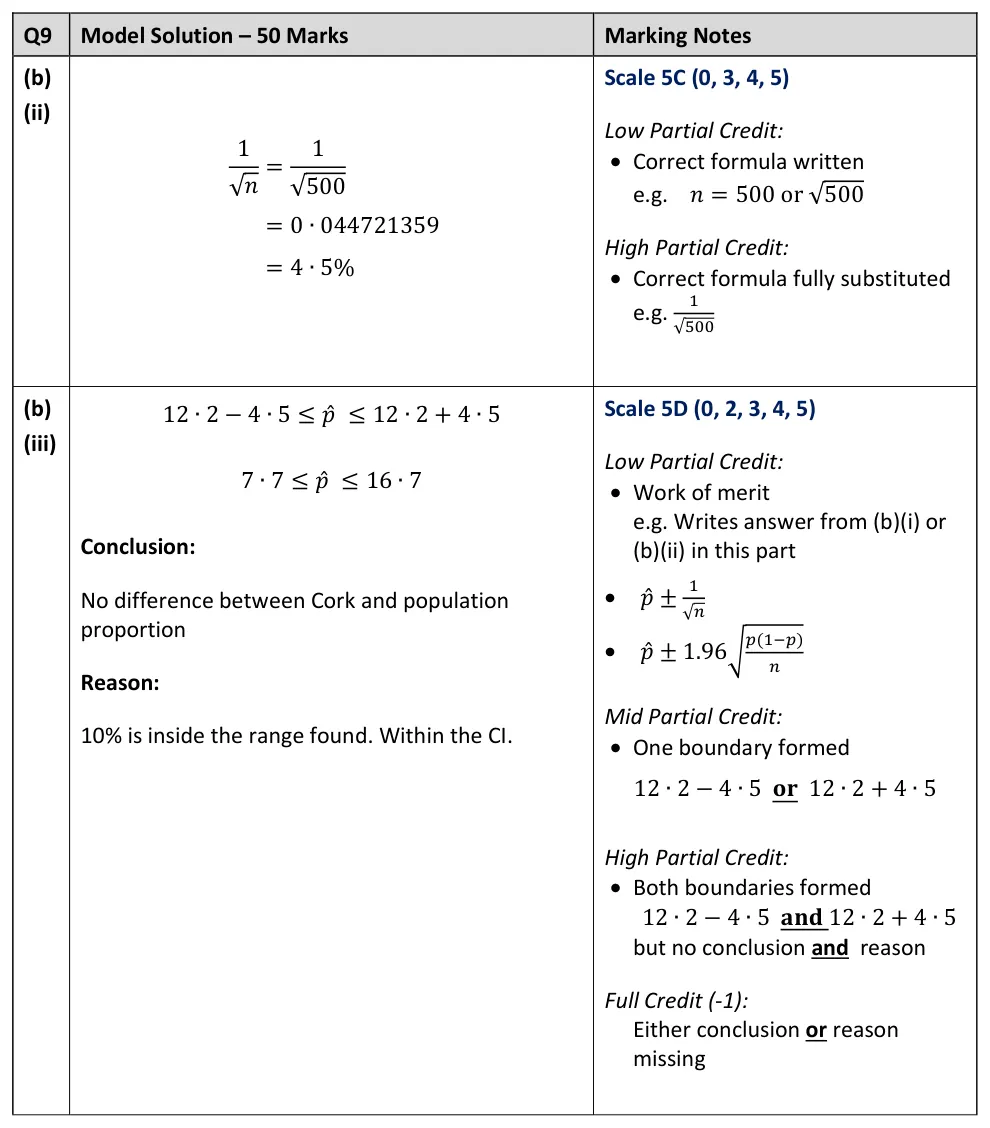 Q9 Model Solution – 50 Marks Marking Notes
(b)
(ii)
1/√n = 1/√500
= 0 · 044721359
= 4 · 5%
Scale 5C (0, 3, 4, 5)
Low Partial Credit:
• Correct formula written
e.g. n = 500 or √500
High Partial Credit:
• Correct formula fully substituted
e.g. 1/√500
(b)
(iii)
12 · 2 − 4 · 5 ≤ p̂ ≤ 12 · 2 + 4 · 5
7 · 7 ≤ p̂ ≤ 16 · 7
Conclusion:
No difference between Cork and population
proportion
Reason:
10% is inside the range found. Within the CI.
Scale 5D (0, 2, 3, 4, 5)
Low Partial Credit:
• Work of merit
e.g. Writes answer from (b)(i) or
(b)(ii) in this part
• p̂ ± 1/√n
• p̂ ± 1.96√(p(1−p)/n)
Mid Partial Credit:
• One boundary formed
12 · 2 − 4 · 5 or 12 · 2 + 4 · 5
High Partial Credit:
• Both boundaries formed
12 · 2 − 4 · 5 and 12 · 2 + 4 · 5
but no conclusion and reason
Full Credit (-1):
Either conclusion or reason
missing